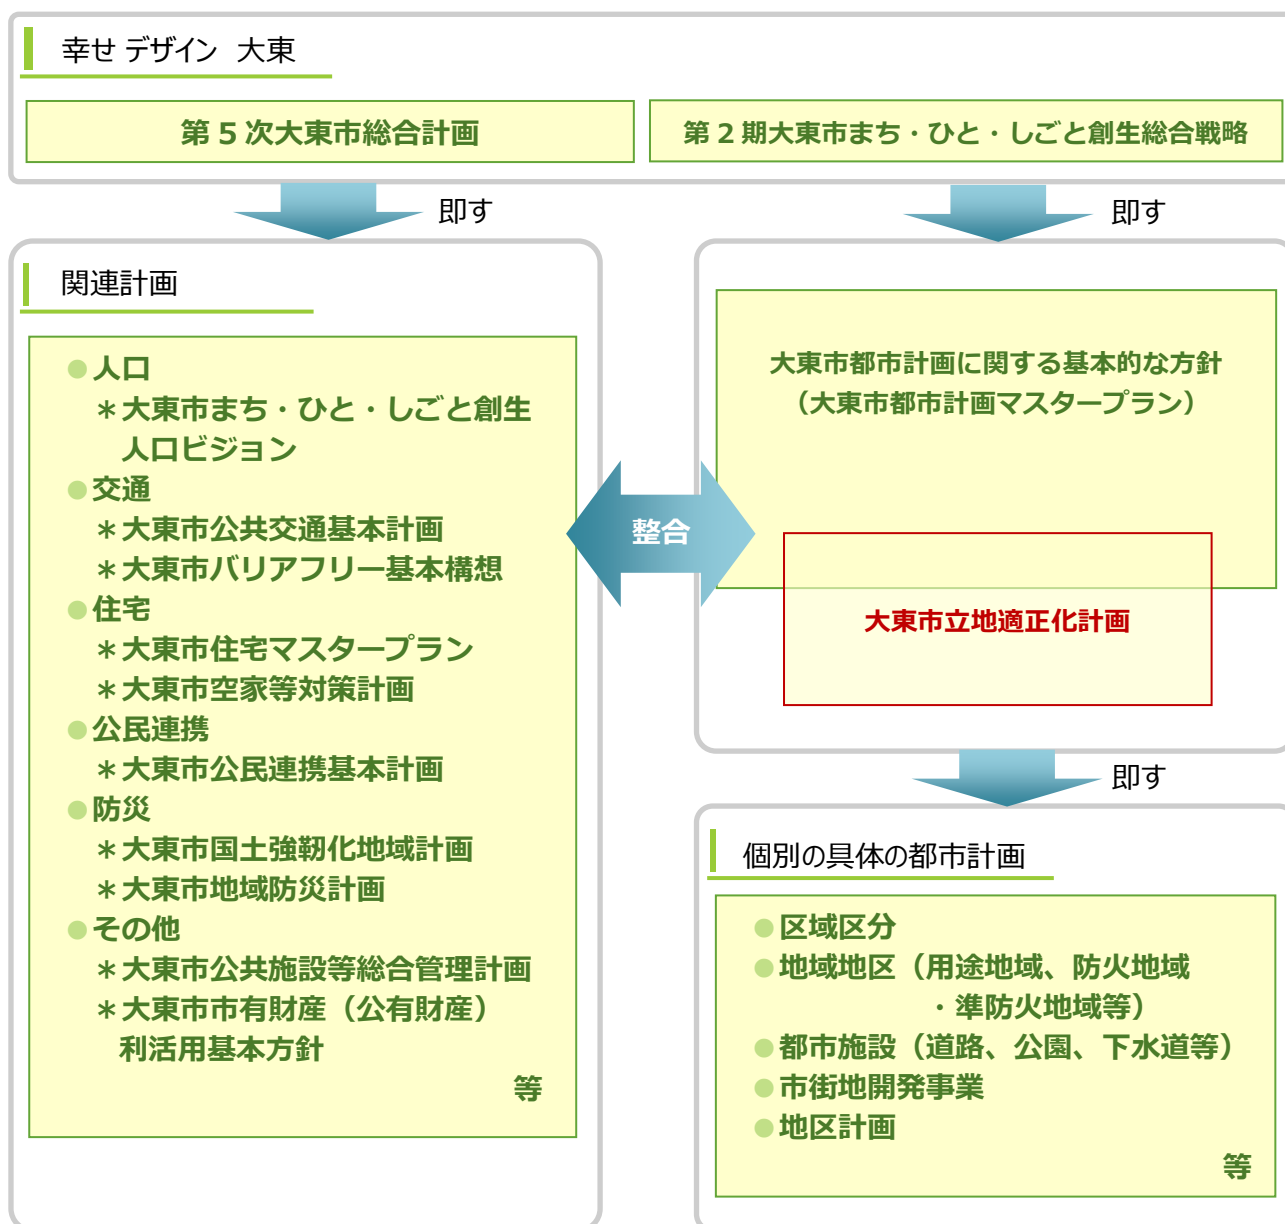 幸せ デザイン 大東
第５次大東市総合計画
第２期大東市まち・ひと・しごと創生総合戦略
即す
即す
関連計画
●人口
＊大東市まち・ひと・しごと創生
人口ビジョン
●交通
＊大東市公共交通基本計画
＊大東市バリアフリー基本構想
●住宅
＊大東市住宅マスタープラン
＊大東市空家等対策計画
●公民連携
＊大東市公民連携基本計画
●防災
＊大東市国土強靭化地域計画
＊大東市地域防災計画
●その他
＊大東市公共施設等総合管理計画
＊大東市市有財産（公有財産）
利活用基本方針
等
整合
大東市都市計画に関する基本的な方針
（大東市都市計画マスタープラン）
大東市立地適正化計画
即す
個別の具体の都市計画
●区域区分
●地域地区（用途地域、防火地域
・準防火地域等）
●都市施設（道路、公園、下水道等）
●市街地開発事業
●地区計画
等